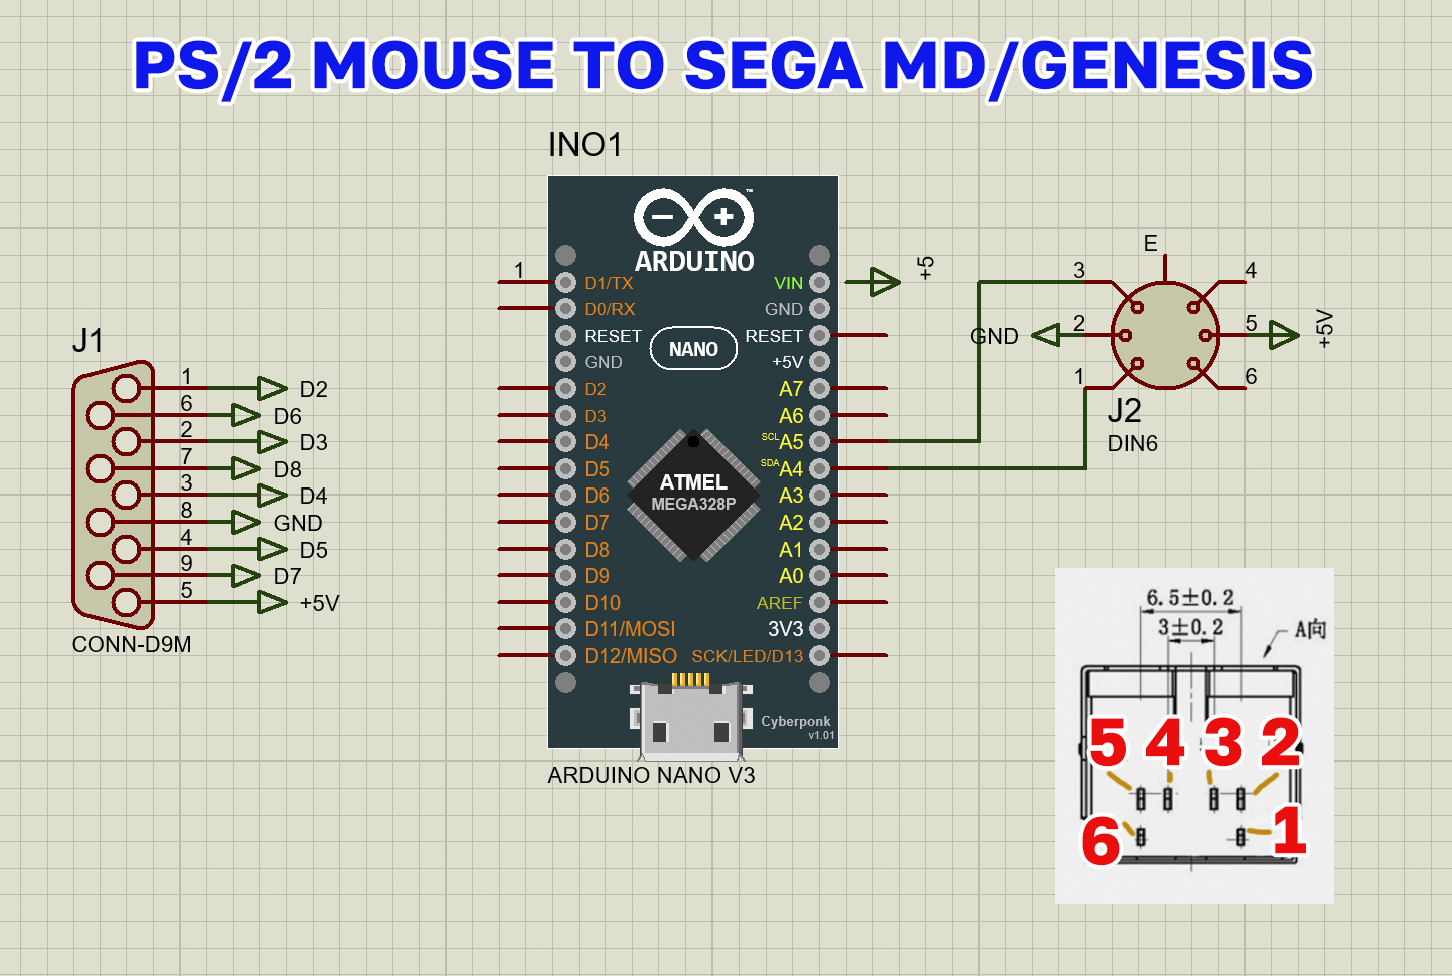 PS/2 MOUSE TO SEGA MD/GENESIS
INO1
ARDUINO
™
NANO
1
D1/TX
D0/RX
RESET
GND
D2
D3
D4
D5
D6
D7
D8
D9
D10
D11/MOSI
D12/MISO
VIN
GND
RESET
+5V
A7
A6
SCL A5
SDA A4
A3
A2
A1
A0
AREF
3V3
SCK/LED/D13
ATMEL
MEGA328P
Cyberponk
v1.01
ARDUINO NANO V3
J1
1 D2
6 D6
2 D3
7 D8
3 D4
8 GND
4 D5
9 D7
5 +5V
CONN-D9M
+5
E
3
4
GND 2
5 +5V
1
6
J2
DIN6
6.5±0.2
3±0.2
A向
5 4 3 2
6 1